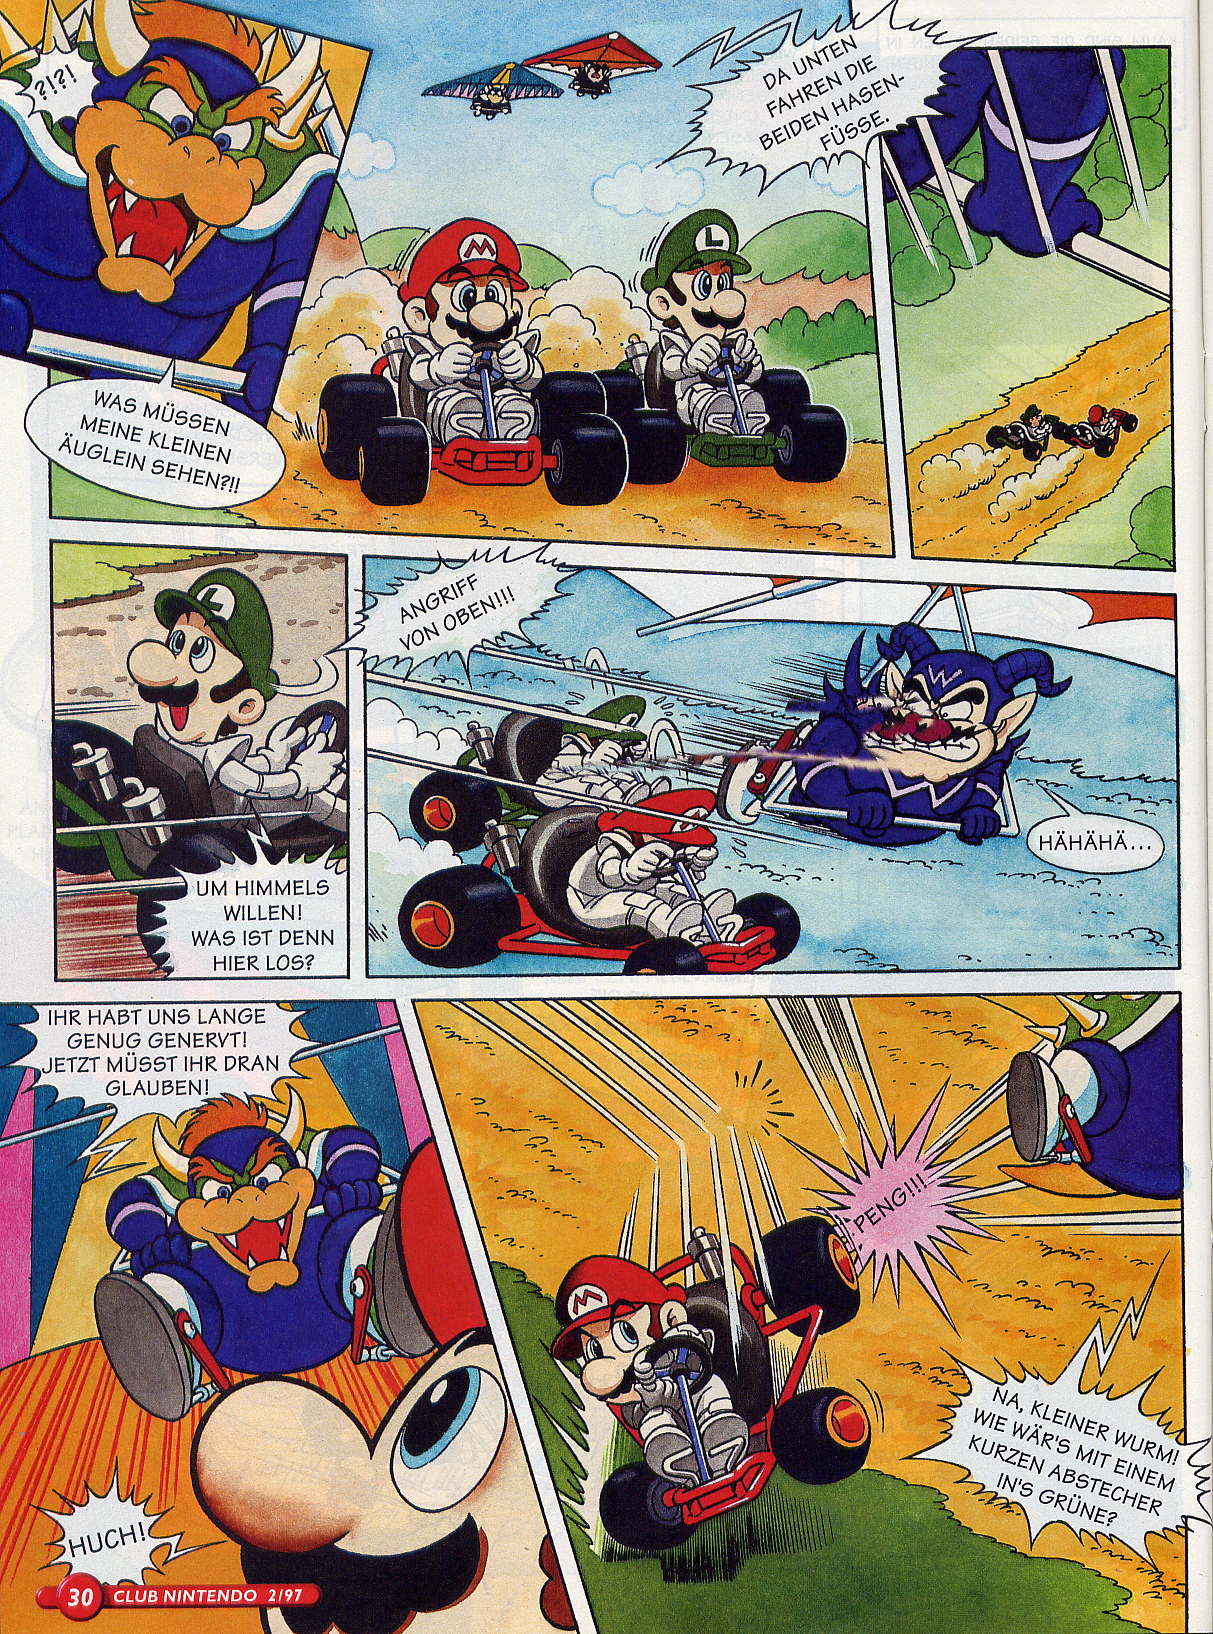 ?!?!
WAS MÜSSEN
MEINE KLEINEN
ÄUGLEIN SEHEN?!!
DA UNTEN
FAHREN DIE
BEIDEN HASEN-
FÜSSE.
M
L
L
UM HIMMELS
WILLEN!
WAS IST DENN
HIER LOS?
ANGRIFF
VON OBEN!!!
HÄHÄHÄ...
IHR HABT UNS LANGE
GENUG GENERVT!
JETZT MÜSST IHR DRAN
GLAUBEN!
HUCH!
PENG!!!
M
NA, KLEINER WURM!
WIE WÄR'S MIT EINEM
KURZEN ABSTECHER
IN'S GRÜNE?
30 CLUB NINTENDO 2/97